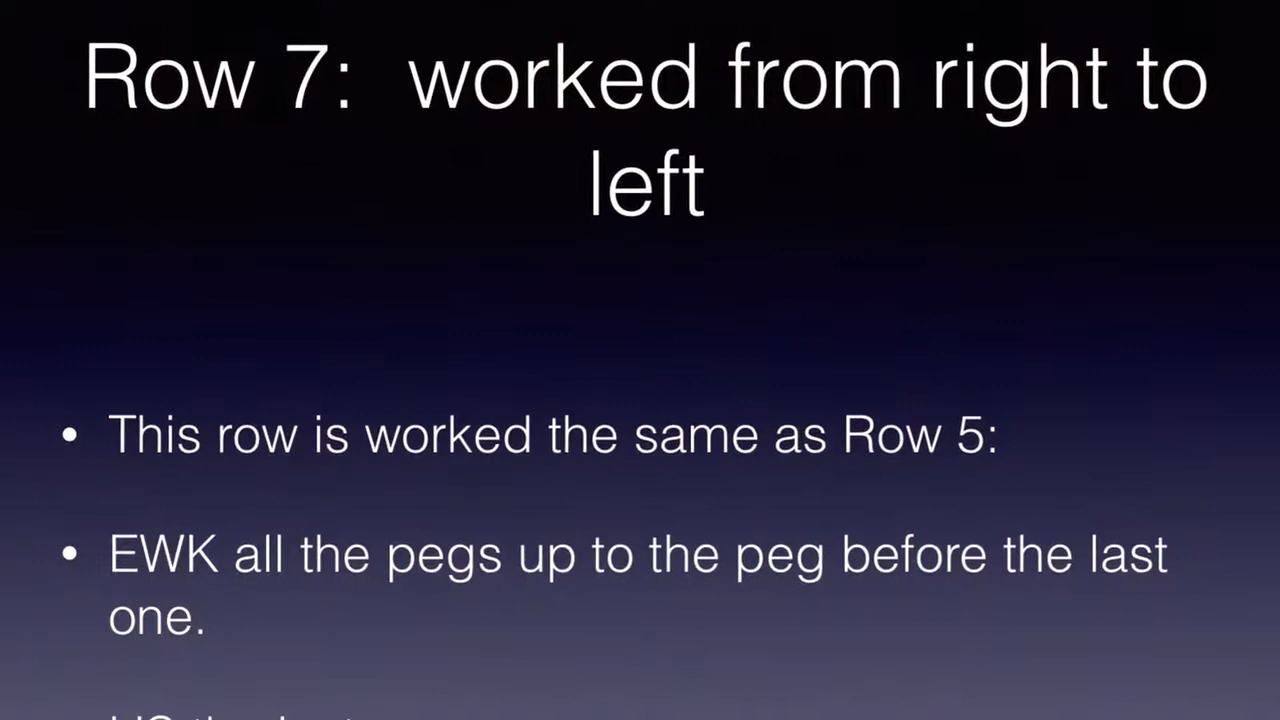 Row 7:  worked from right to
left
• This row is worked the same as Row 5:
• EWK all the pegs up to the peg before the last
one.